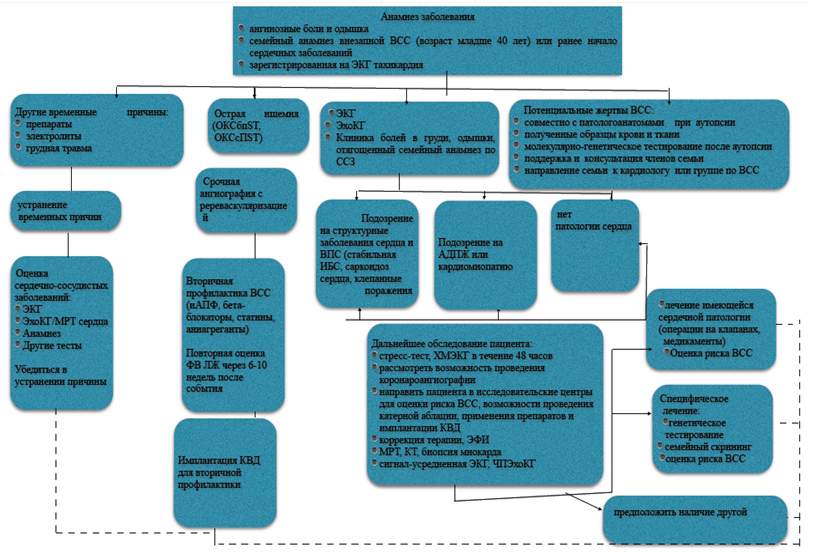 Анамнез заболевания
ангинозные боли и одышка
семейный анамнез внезапной ВСС (возраст младше 40 лет) или ранее начало
сердечных заболеваний
зарегистрированная на ЭКГ тахикардия
Другие временные причины:
препараты
электролиты
грудная травма
Острая ишемия
(ОКСбпST,
ОКСсПST)
ЭКГ
ЭхоКГ
Клиника болей в груди, одышки,
отягощенный семейный анамнез по
ССЗ
Потенциальные жертвы ВСС:
совместно с патологоанатомами при аутопсии
полученные образцы крови и ткани
молекулярно-генетическое тестирование после аутопсии
поддержка и консультация членов семьи
направление семьи к кардиологу или группе по ВСС
устранение
временных причин
Срочная
ангиография с
ререваскуляризацие
й
Подозрение
на структурные
заболевания сердца и
ВПС (стабильная
ИБС, саркоидоз
сердца, клепанные
поражения
Подозрение на
АДПЖ или
кардиомиопатию
нет
патологии сердца
Оценка
сердечно-сосудистых
заболеваний:
ЭКГ
ЭхоКГ/МРТ сердца
Анамнез
Другие тесты
Убедиться в
устранении причины
Вторичная
профилактика ВСС
(иАПФ, бета-
блокаторы, статины,
аниагреганты)
Повторная оценка
ФВ ЛЖ через 6-10
недель после
события
Имплантация КВД
для вторичной
профилактики
Дальнейшее обследование пациента:
стресс-тест, ХМЭКГ в течение 48 часов
рассмотреть возможность проведения
коронароангиографии
направить пациента в исследовательские центры
для оценки риска ВСС, возможности проведения
катерной аблации, применения препаратов и
имплантации КВД
коррекция терапии, ЭФИ
МРТ, КТ, биопсия миокарда
сигнал-усредненная ЭКГ, ЧПЭхоКГ
лечение имеющейся
сердечной патологии
(операции на клапанах,
медикаменты)
Оценка риска ВСС
Специфическое
лечение:
генетическое
тестирование
семейный скрининг
оценка риска ВСС
предположить наличие другой